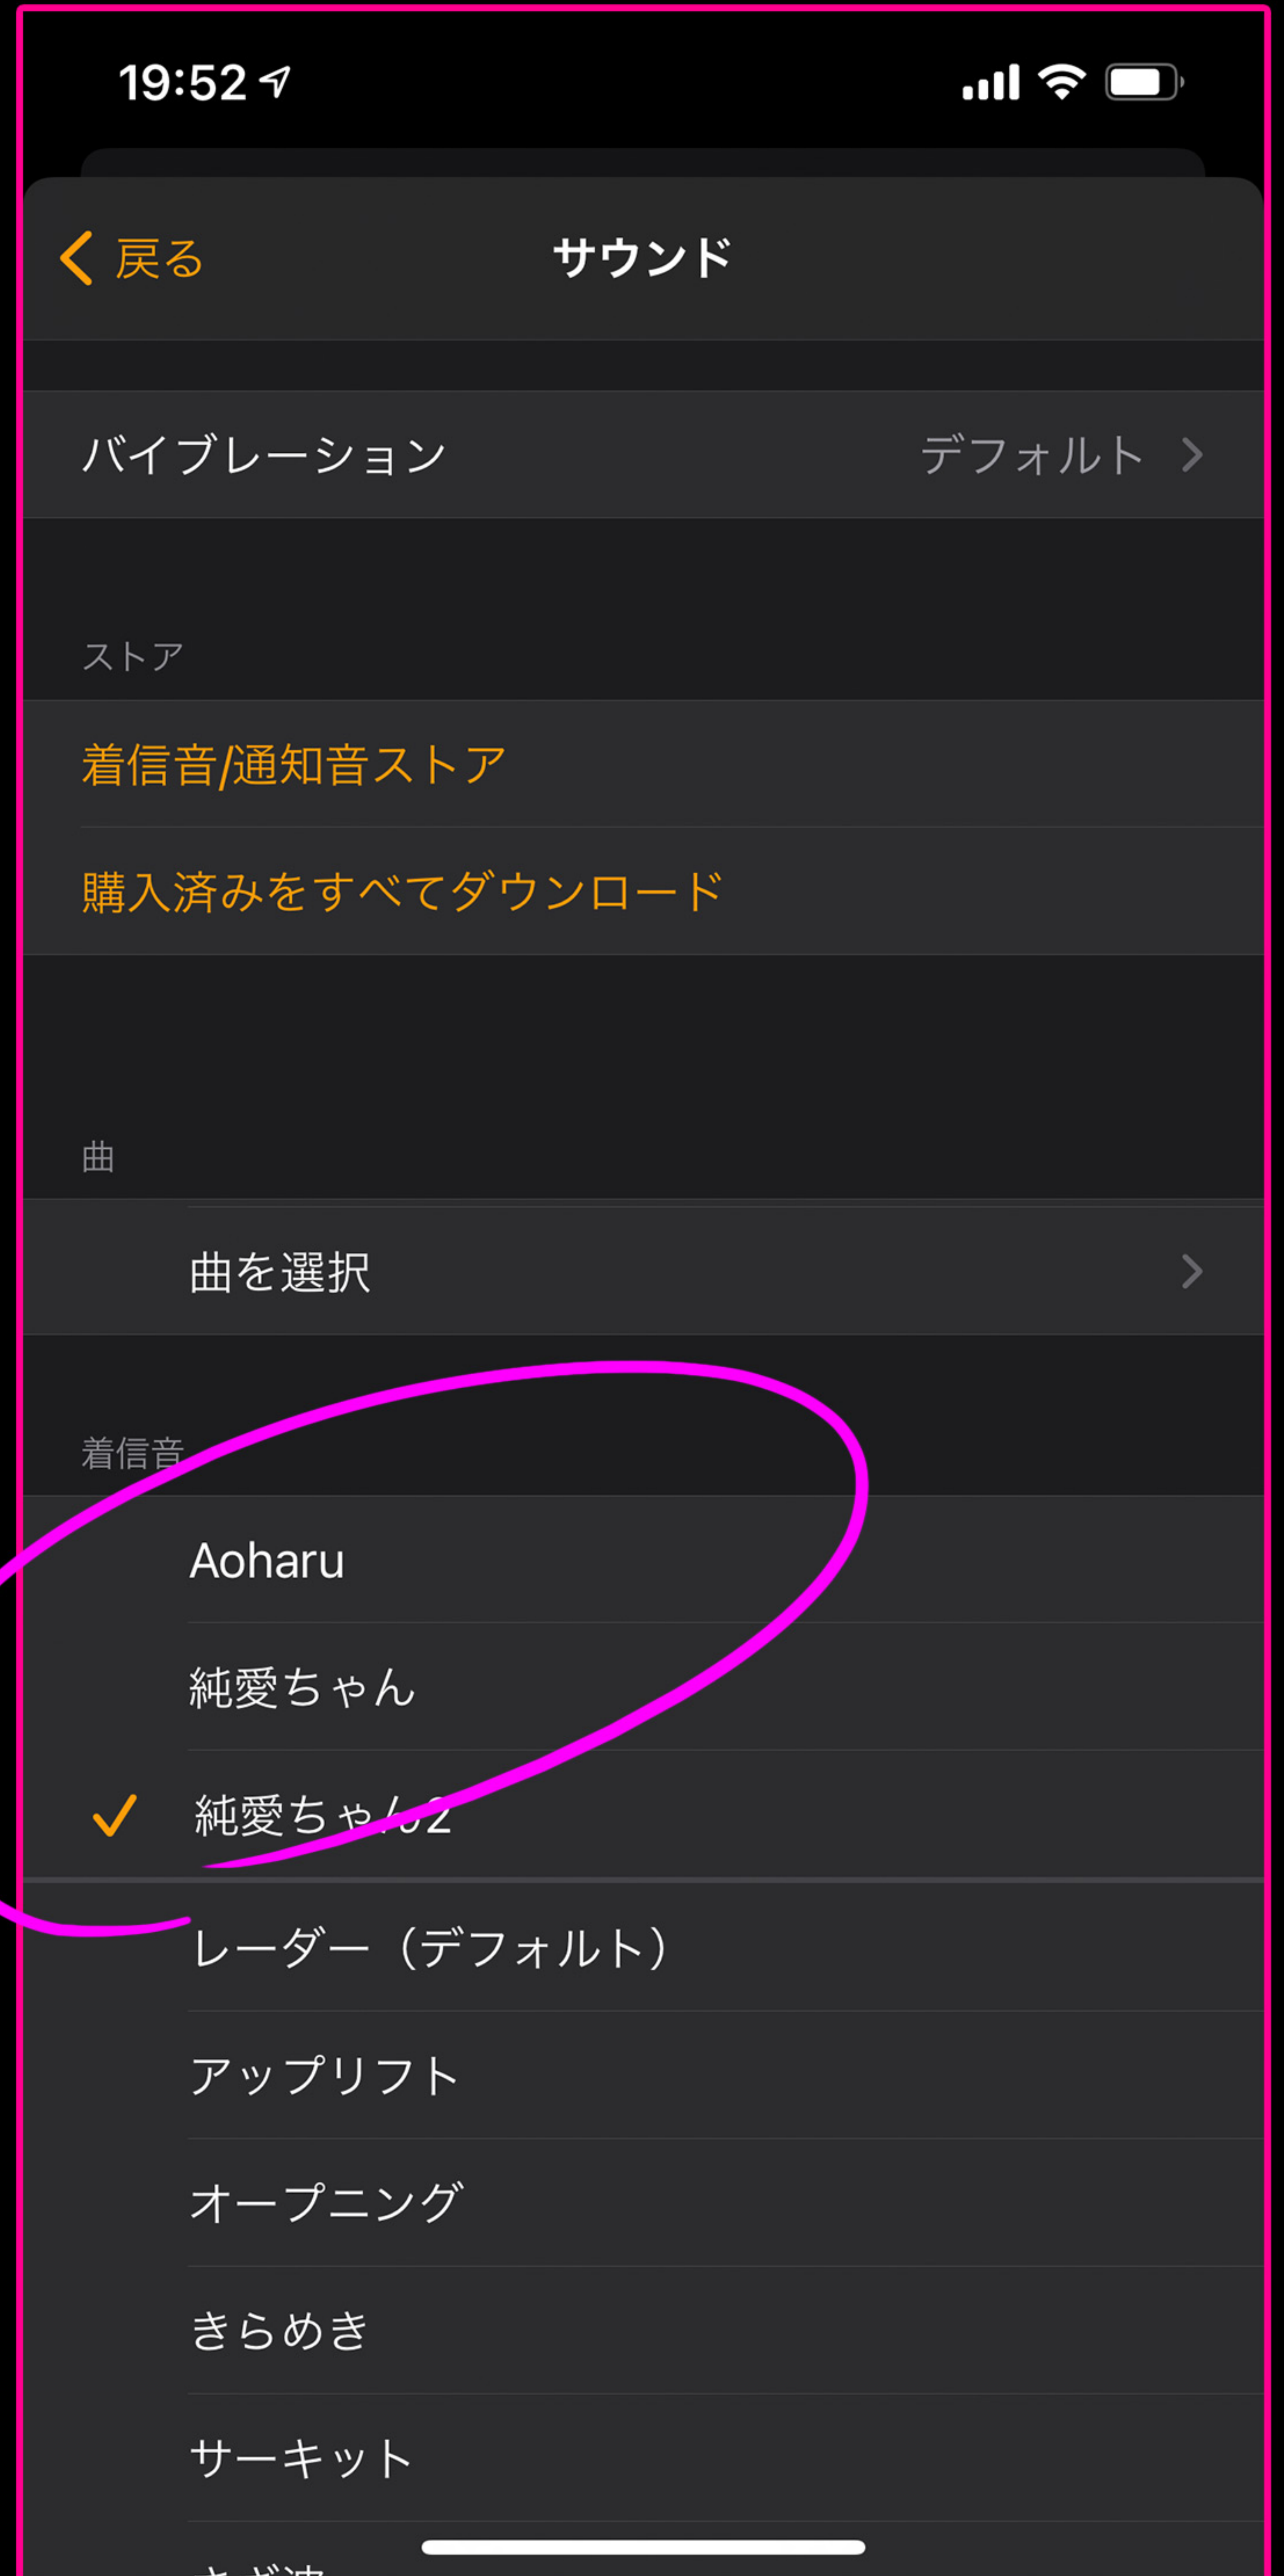 19:52
戻る サウンド
バイブレーション デフォルト
ストア
着信音/通知音ストア
購入済みをすべてダウンロード
曲
曲を選択
着信音
Aoharu
純愛ちゃん
純愛ちゃん2
レーダー（デフォルト）
アップリフト
オープニング
きらめき
サーキット
さざ波